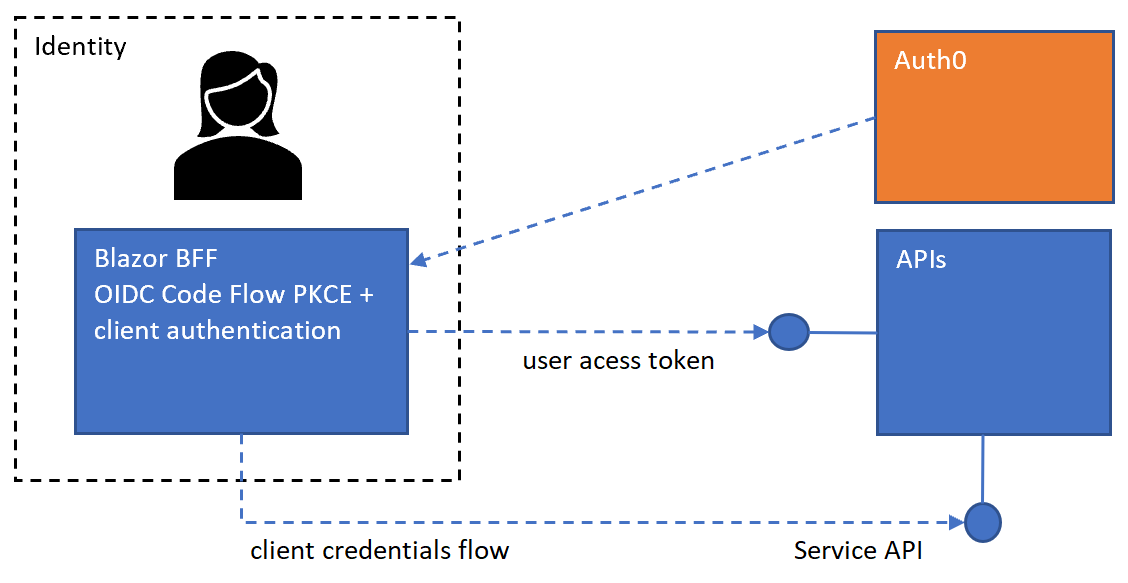 Identity
Auth0
Blazor BFF
OIDC Code Flow PKCE +
client authentication
APIs
user acess token
client credentials flow
Service API